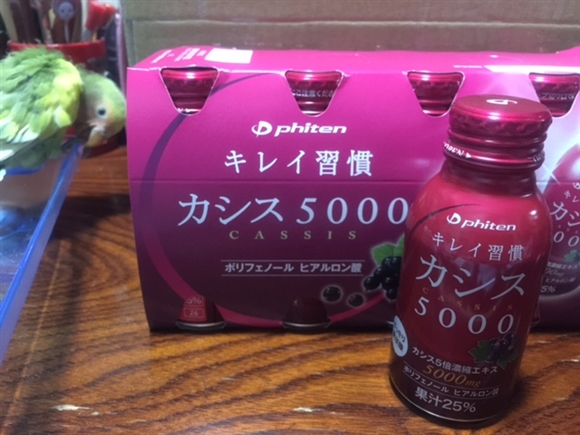 phiten
キレイ習慣
カシス5000
CASSIS
ポリフェノール ヒアルロン酸
phiten
キレイ習慣
カシス
CASSIS
5000
カシス5倍濃縮エキス
5000mg
ポリフェノール ヒアルロン酸
果汁25%